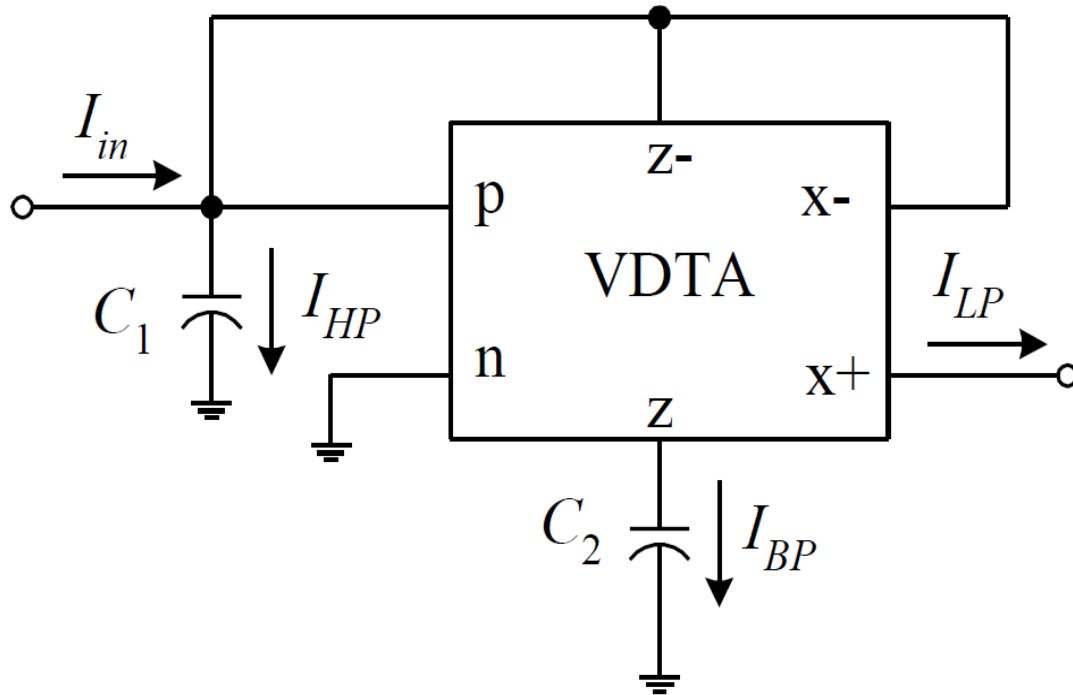 z-
I_in
p
x-
VDTA
I_LP
C_1
I_HP
n
x+
z
C_2
I_BP